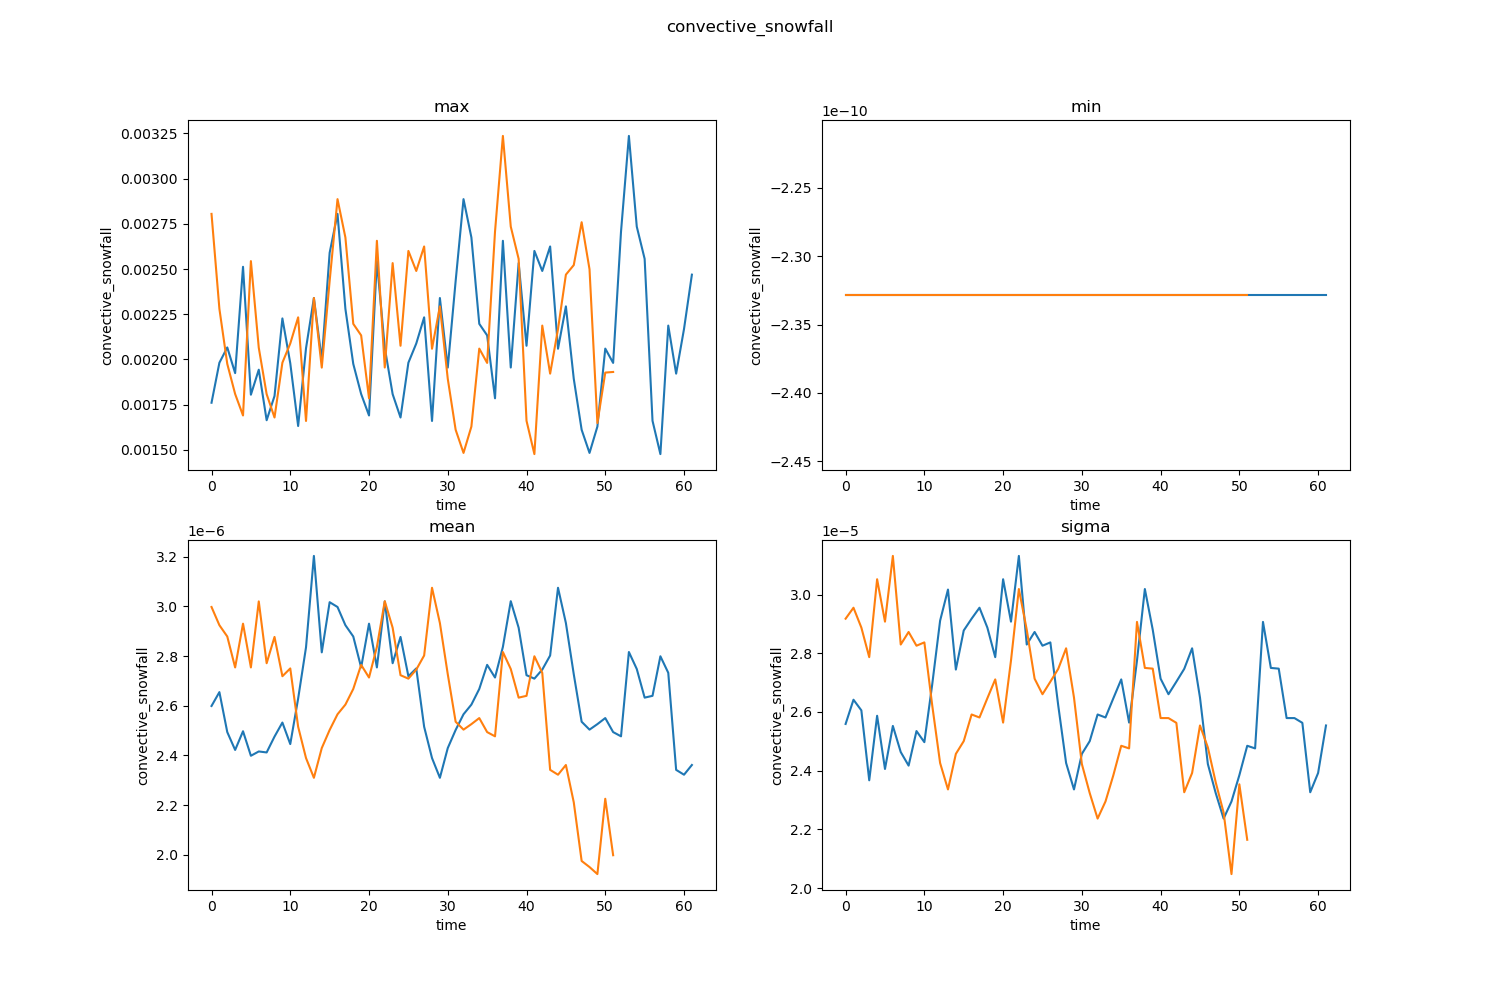 convective_snowfall
max
convective_snowfall
0.00325
0.00300
0.00275
0.00250
0.00225
0.00200
0.00175
0.00150
0 10 20 30 40 50 60
time
min
1e−10
convective_snowfall
−2.25
−2.30
−2.35
−2.40
−2.45
0 10 20 30 40 50 60
time
mean
1e−6
convective_snowfall
3.2
3.0
2.8
2.6
2.4
2.2
2.0
0 10 20 30 40 50 60
time
sigma
1e−5
convective_snowfall
3.0
2.8
2.6
2.4
2.2
2.0
0 10 20 30 40 50 60
time